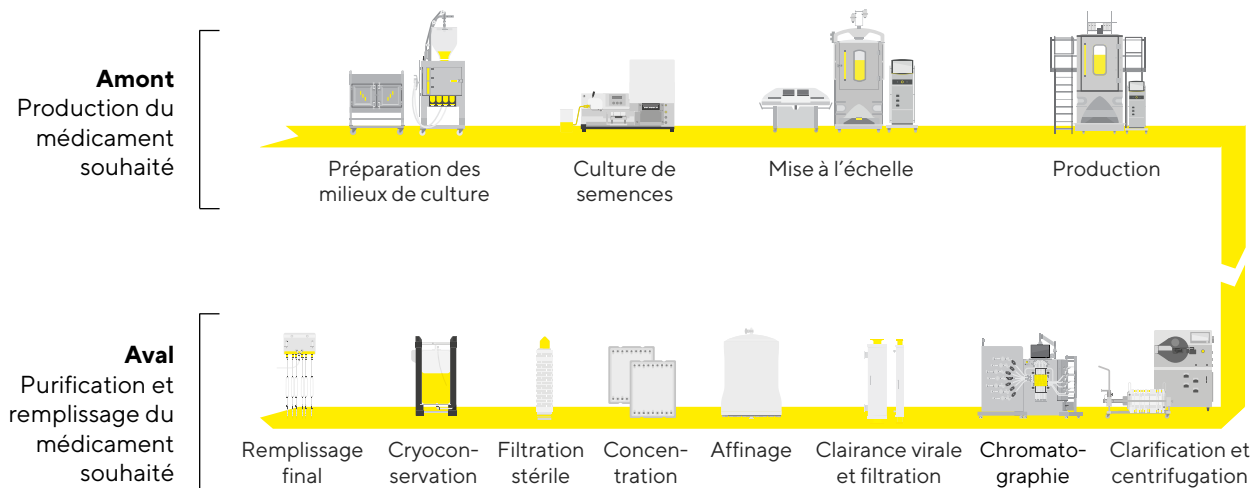 Amont
Production du
médicament
souhaité
Préparation des
milieux de culture
Culture de
semences
Mise à l'échelle
Production
Aval
Purification et
remplissage du
médicament
souhaité
Remplissage
final
Cryocon-
servation
Filtration
stérile
Concen-
tration
Affinage
Clairance virale
et filtration
Chromato-
graphie
Clarification et
centrifugation